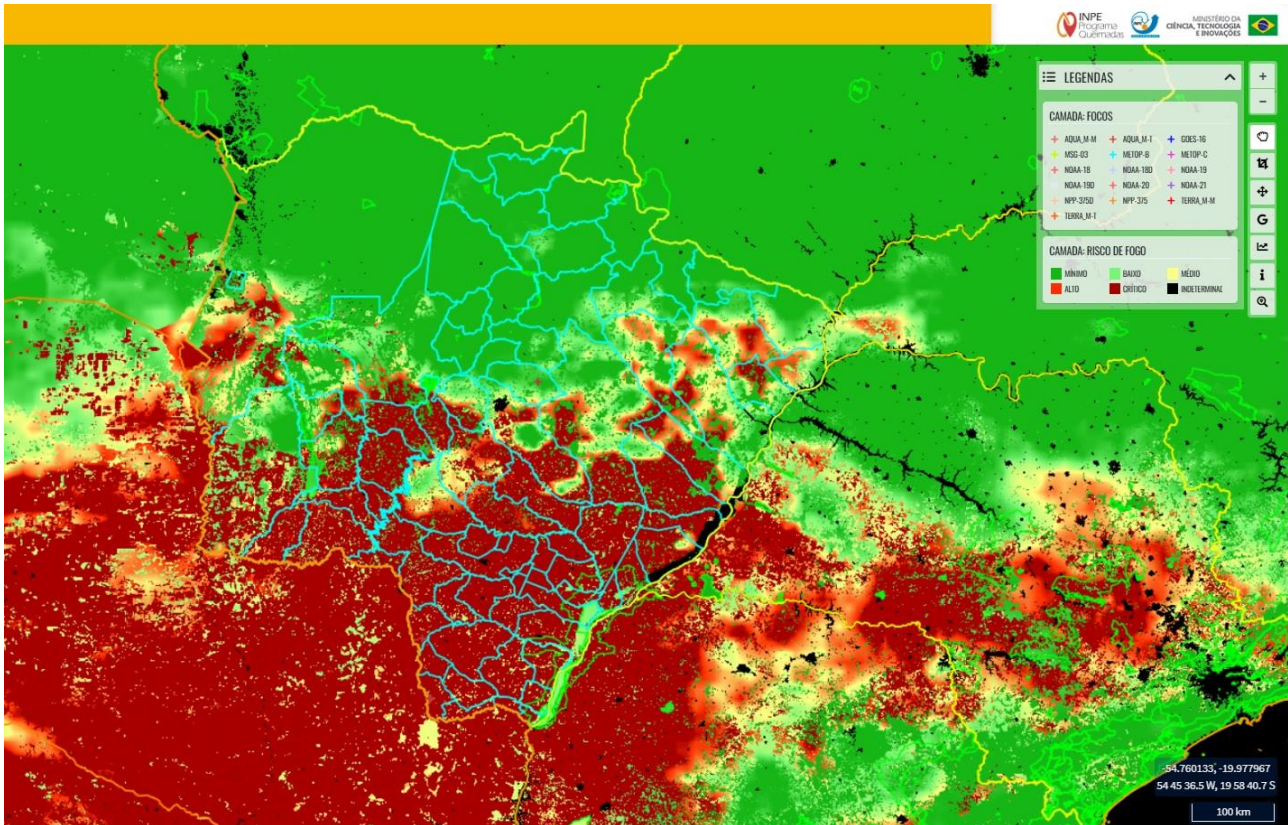 INPE
Programa
Queimadas
MINISTÉRIO DA
CIÊNCIA, TECNOLOGIA
E INOVAÇÕES
LEGENDAS
CAMADA: FOCOS
AQUA_M-M AQUA_M-T GOES-16
MSG-03 METOP-B METOP-C
NOAA-18 NOAA-18D NOAA-19
NOAA-19D NOAA-20 NOAA-21
NPP-375D NPP-375 TERRA_M-M
TERRA_M-T
CAMADA: RISCO DE FOGO
MÍNIMO BAIXO MÉDIO
ALTO CRÍTICO INDETERMINAD
-54.760133, -19.977967
54 45 36.5 W, 19 58 40.7 S
100 km